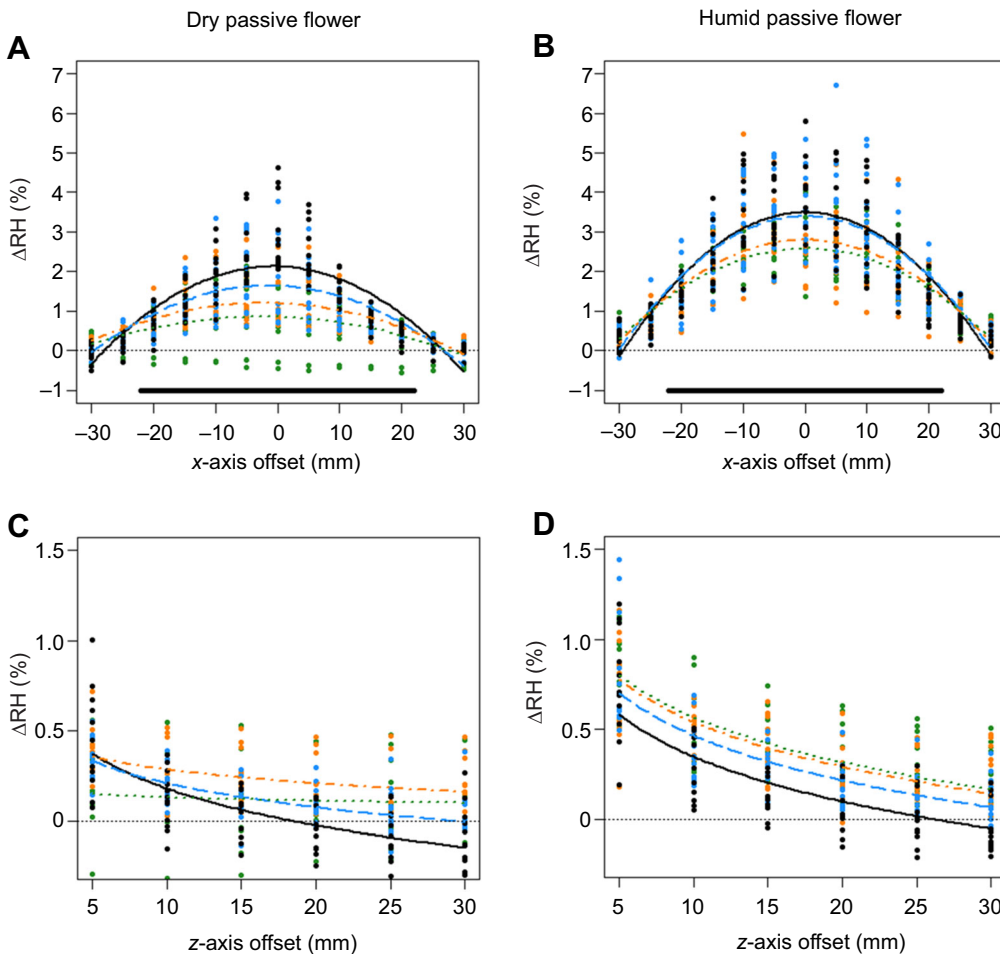 Dry passive flower
Humid passive flower
A
B
7
6
5
4
3
2
1
0
–1
ΔRH (%)
–30 –20 –10 0 10 20 30
x-axis offset (mm)
7
6
5
4
3
2
1
0
–1
ΔRH (%)
–30 –20 –10 0 10 20 30
x-axis offset (mm)
C
D
1.5
1.0
0.5
0
ΔRH (%)
5 10 15 20 25 30
z-axis offset (mm)
1.5
1.0
0.5
0
ΔRH (%)
5 10 15 20 25 30
z-axis offset (mm)